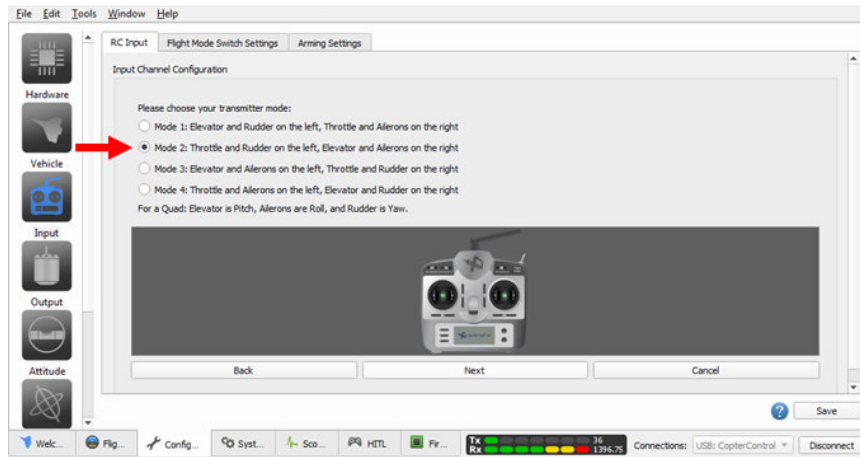 File Edit Tools Window Help
RC Input Flight Mode Switch Settings Arming Settings
Input Channel Configuration
Hardware
Please choose your transmitter mode:
Mode 1: Elevator and Rudder on the left, Throttle and Ailerons on the right
Mode 2: Throttle and Rudder on the left, Elevator and Ailerons on the right
Vehicle
Mode 3: Elevator and Ailerons on the left, Throttle and Rudder on the right
Mode 4: Throttle and Ailerons on the left, Elevator and Rudder on the right
For a Quad: Elevator is Pitch, Ailerons are Roll, and Rudder is Yaw.
Input
Output
Attitude
Back Next Cancel
? Save
Welc... Flig... Config... Syst... Sco... HITL Fir... Tx 36 Connections: USB: CopterControl Disconnect
Rx 1396.75